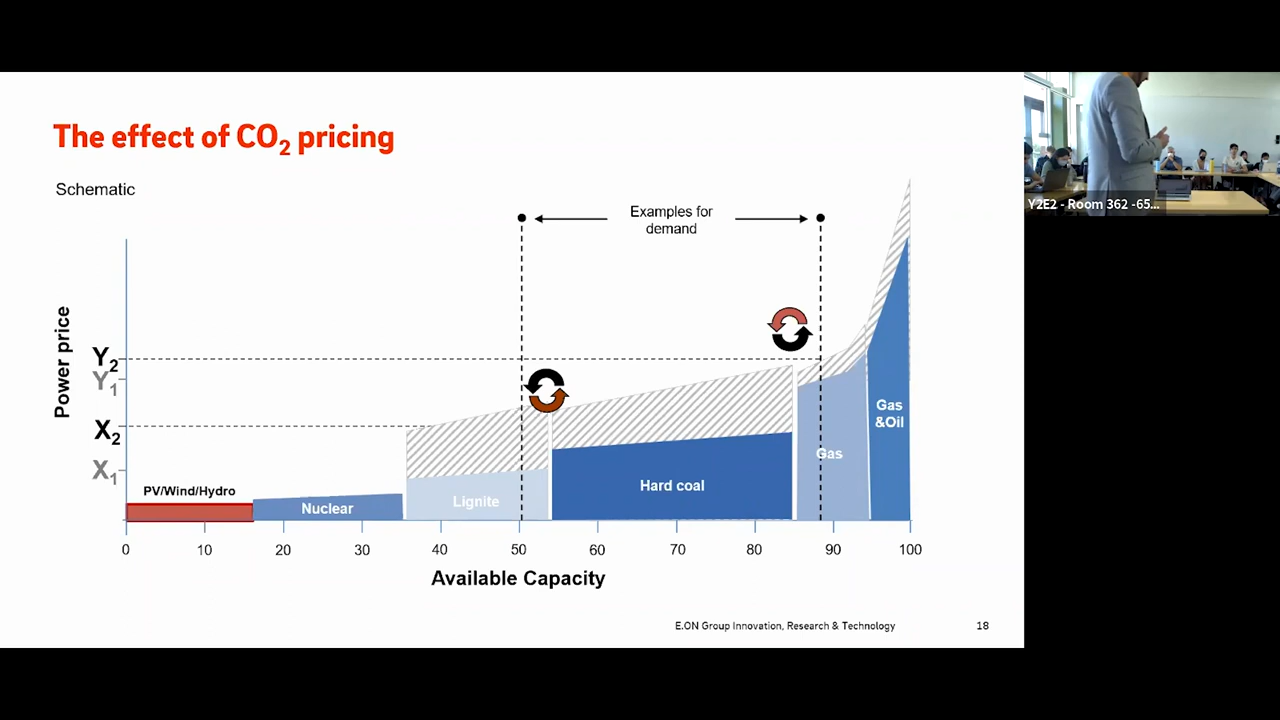 The effect of CO2 pricing
Schematic
Examples for
demand
Power price
Y2
Y1
X2
X1
PV/Wind/Hydro
Nuclear
Lignite
Hard coal
Gas
Gas
&Oil
0 10 20 30 40 50 60 70 80 90 100
Available Capacity
E.ON Group Innovation, Research & Technology 18
Y2E2 - Room 362 -65...